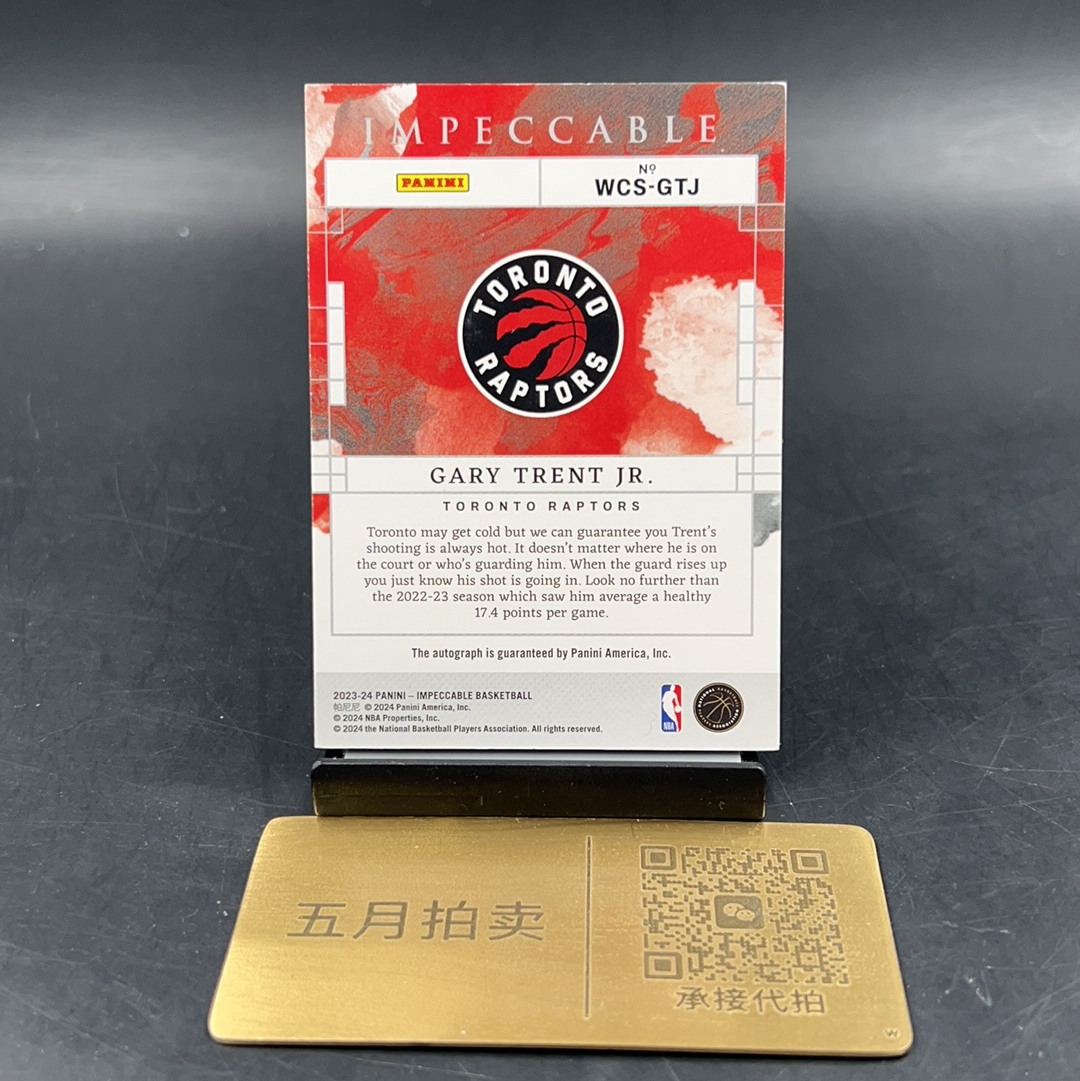 IMPECCABLE
PANINI
Nº
WCS-GTJ
TORONTO
RAPTORS
GARY TRENT JR.
TORONTO RAPTORS
Toronto may get cold but we can guarantee you Trent’s
shooting is always hot. It doesn’t matter where he is on
the court or who’s guarding him. When the guard rises up
you just know his shot is going in. Look no further than
the 2022-23 season which saw him average a healthy
17.4 points per game.
The autograph is guaranteed by Panini America, Inc.
2023-24 PANINI – IMPECCABLE BASKETBALL
帕尼尼 © 2024 Panini America, Inc.
© 2024 NBA Properties, Inc.
© 2024 the National Basketball Players Association. All rights reserved.
NBA
NATIONAL BASKETBALL
PLAYERS ASSOCIATION
五月拍卖
承接代拍
W